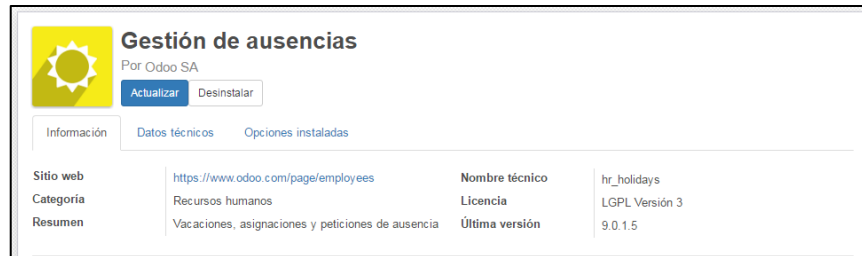 Gestión de ausencias
Por Odoo SA
Actualizar Desinstalar
Información Datos técnicos Opciones instaladas
Sitio web https://www.odoo.com/page/employees Nombre técnico hr_holidays
Categoría Recursos humanos Licencia LGPL Versión 3
Resumen Vacaciones, asignaciones y peticiones de ausencia Última versión 9.0.1.5